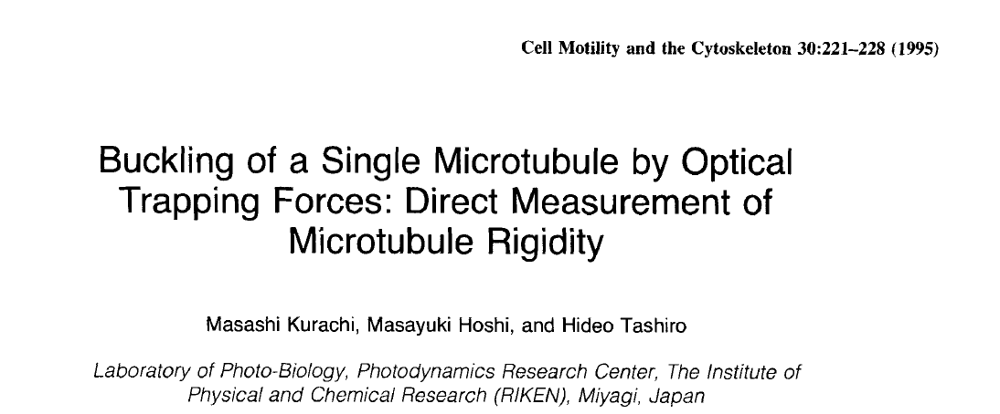 Cell Motility and the Cytoskeleton 30:221–228 (1995)
Buckling of a Single Microtubule by Optical
Trapping Forces: Direct Measurement of
Microtubule Rigidity
Masashi Kurachi, Masayuki Hoshi, and Hideo Tashiro
Laboratory of Photo-Biology, Photodynamics Research Center, The Institute of
Physical and Chemical Research (RIKEN), Miyagi, Japan